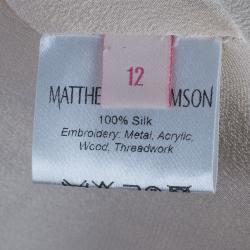 12
MATTHE MSON
100% Silk
Embroidery: Metal, Acrylic,
Wood, Threadwork